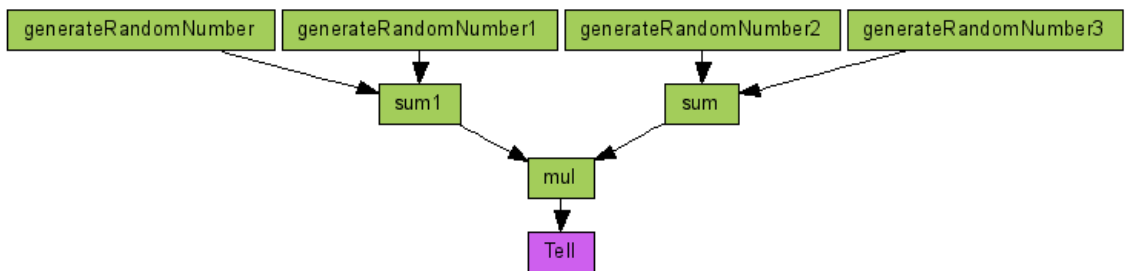 generateRandomNumber
generateRandomNumber1
generateRandomNumber2
generateRandomNumber3
sum1
sum
mul
Tell